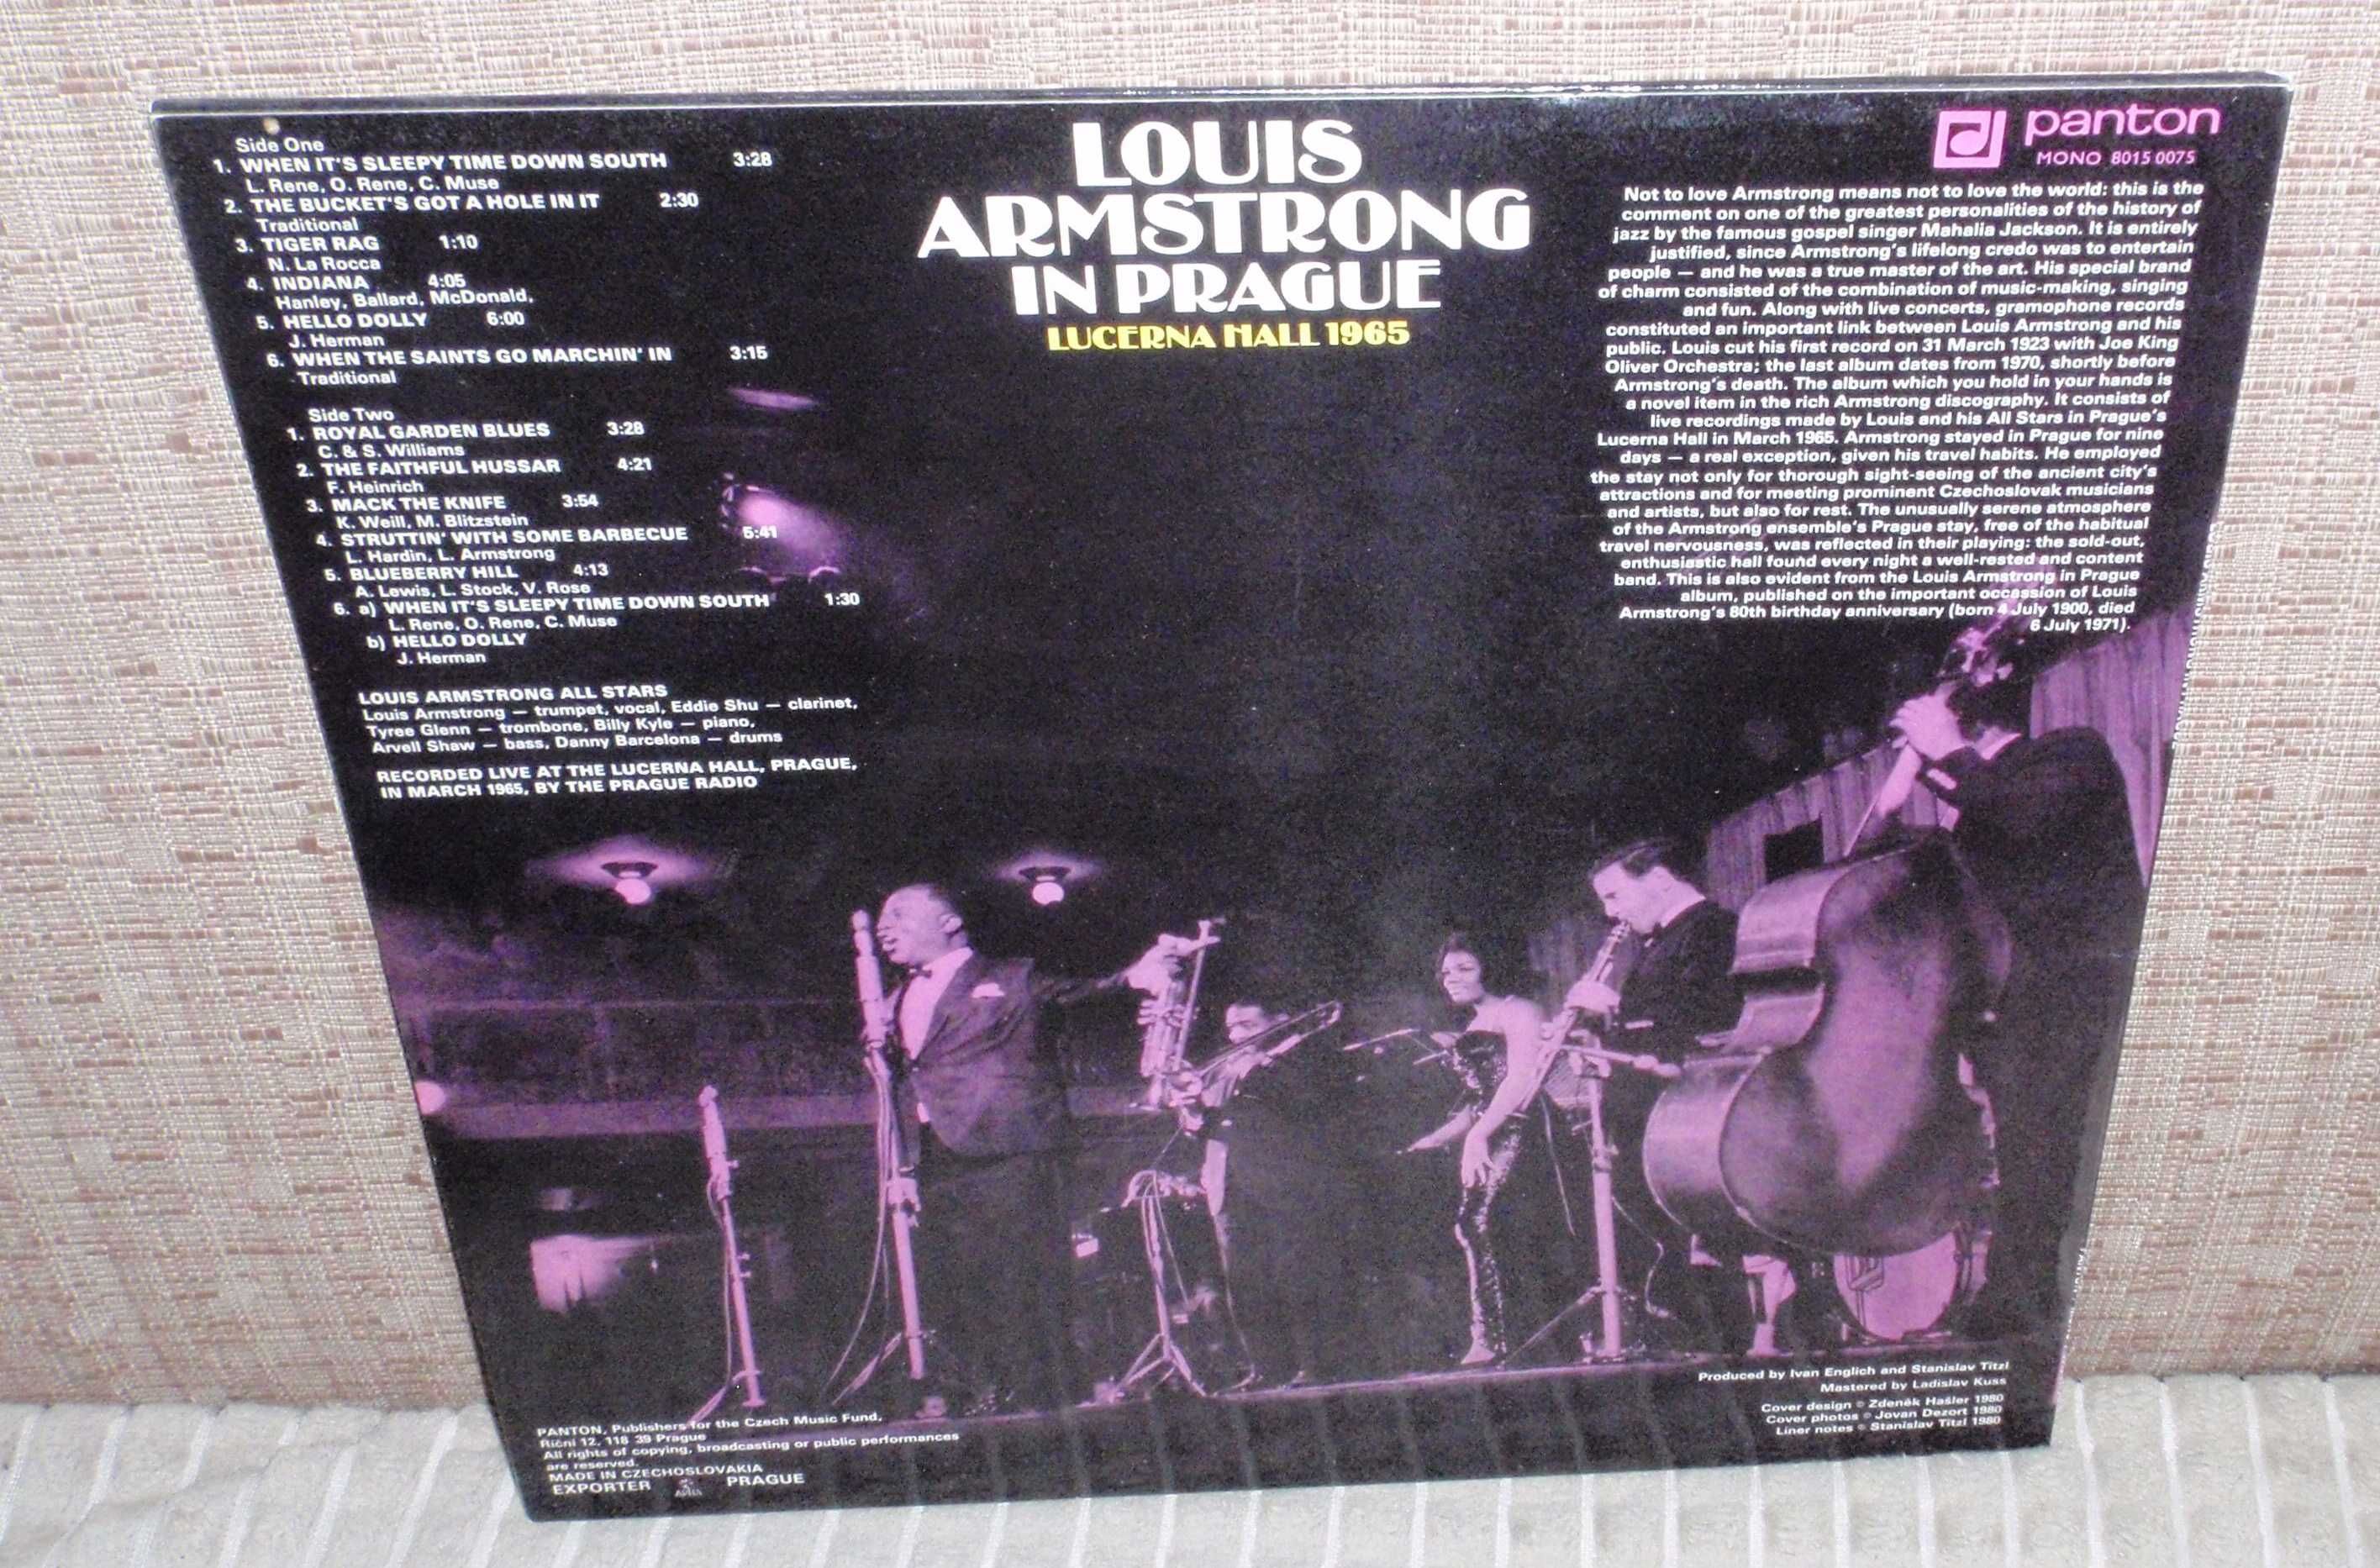 Side One
1. WHEN IT'S SLEEPY TIME DOWN SOUTH 3:28
L. Rene, O. Rene, C. Muse
2. THE BUCKET'S GOT A HOLE IN IT 2:30
Traditional
3. TIGER RAG 1:10
N. La Rocca
4. INDIANA 4:05
Hanley, Ballard, McDonald,
5. HELLO DOLLY 6:00
J. Herman
6. WHEN THE SAINTS GO MARCHIN' IN 3:15
Traditional
Side Two
1. ROYAL GARDEN BLUES 3:28
C. & S. Williams
2. THE FAITHFUL HUSSAR 4:21
F. Heinrich
3. MACK THE KNIFE 3:54
K. Weill, M. Blitzstein
4. STRUTTIN' WITH SOME BARBECUE 5:41
L. Hardin, L. Armstrong
5. BLUEBERRY HILL 4:13
A. Lewis, L. Stock, V. Rose
6. a) WHEN IT'S SLEEPY TIME DOWN SOUTH 1:30
L. Rene, O. Rene, C. Muse
b) HELLO DOLLY
J. Herman
LOUIS ARMSTRONG ALL STARS
Louis Armstrong — trumpet, vocal, Eddie Shu — clarinet,
Tyree Glenn — trombone, Billy Kyle — piano,
Arvell Shaw — bass, Danny Barcelona — drums
RECORDED LIVE AT THE LUCERNA HALL, PRAGUE,
IN MARCH 1965, BY THE PRAGUE RADIO
LOUIS
ARMSTRONG
IN PRAGUE
LUCERNA HALL 1965
panton
MONO 8015 0075
Not to love Armstrong means not to love the world: this is the
comment on one of the greatest personalities of the history of
jazz by the famous gospel singer Mahalia Jackson. It is entirely
justified, since Armstrong's lifelong credo was to entertain
people — and he was a true master of the art. His special brand
of charm consisted of the combination of music-making, singing
and fun. Along with live concerts, gramophone records
constituted an important link between Louis Armstrong and his
public. Louis cut his first record on 31 March 1923 with Joe King
Oliver Orchestra; the last album dates from 1970, shortly before
Armstrong's death. The album which you hold in your hands is
a novel item in the rich Armstrong discography. It consists of
live recordings made by Louis and his All Stars in Prague's
Lucerna Hall in March 1965. Armstrong stayed in Prague for nine
days — a real exception, given his travel habits. He employed
the stay not only for thorough sight-seeing of the ancient city's
attractions and for meeting prominent Czechoslovak musicians
and artists, but also for rest. The unusually serene atmosphere
of the Armstrong ensemble's Prague stay, free of the habitual
travel nervousness, was reflected in their playing: the sold-out,
enthusiastic hall found every night a well-rested and content
band. This is also evident from the Louis Armstrong in Prague
album, published on the important occassion of Louis
Armstrong's 80th birthday anniversary (born 4 July 1900, died
6 July 1971).
PANTON, Publishers for the Czech Music Fund,
Říční 12, 118 39 Prague
All rights of copying, broadcasting or public performances
are reserved.
MADE IN CZECHOSLOVAKIA
EXPORTER PRAGUE
Produced by Ivan Englich and Stanislav Titzl
Mastered by Ladislav Kuss
Cover design © Zdeněk Hašler 1980
Cover photos © Jovan Dezort 1980
Liner notes © Stanislav Titzl 1980